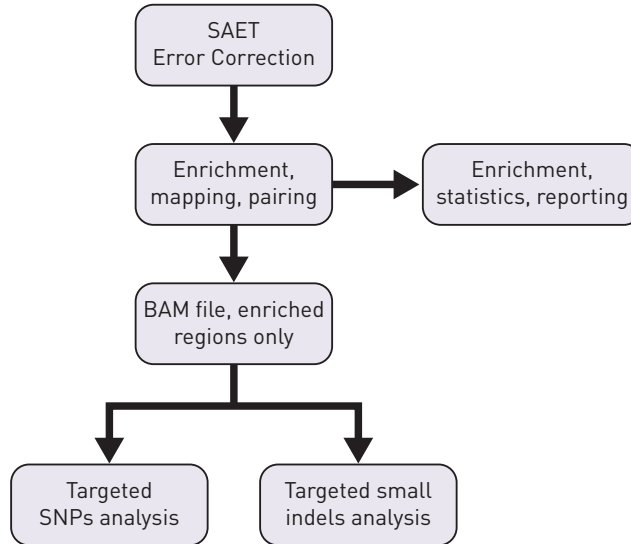 SAET
Error Correction
Enrichment,
mapping, pairing
Enrichment,
statistics, reporting
BAM file, enriched
regions only
Targeted
SNPs analysis
Targeted small
indels analysis